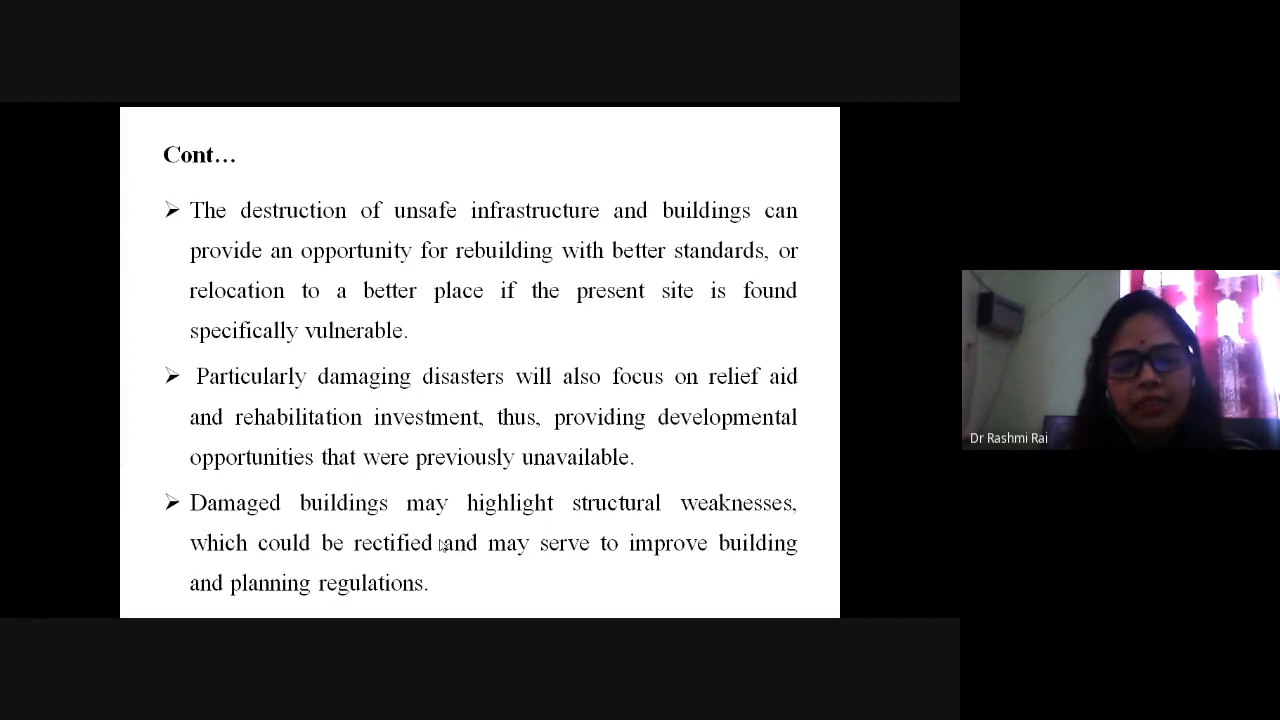 Cont…
➢ The destruction of unsafe infrastructure and buildings can
provide an opportunity for rebuilding with better standards, or
relocation to a better place if the present site is found
specifically vulnerable.
➢ Particularly damaging disasters will also focus on relief aid
and rehabilitation investment, thus, providing developmental
opportunities that were previously unavailable.
➢ Damaged buildings may highlight structural weaknesses,
which could be rectified and may serve to improve building
and planning regulations.
Dr Rashmi Rai